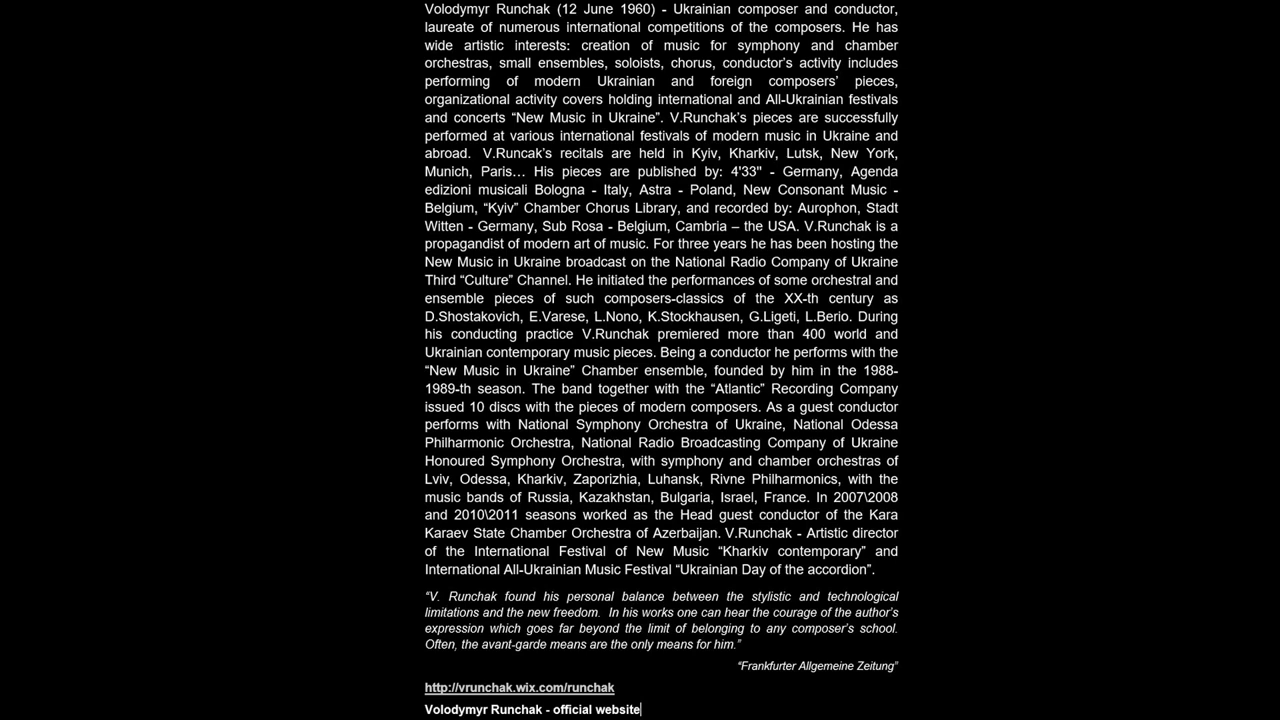 Volodymyr Runchak (12 June 1960) - Ukrainian composer and conductor,
laureate of numerous international competitions of the composers. He has
wide artistic interests: creation of music for symphony and chamber
orchestras, small ensembles, soloists, chorus, conductor’s activity includes
performing of modern Ukrainian and foreign composers’ pieces,
organizational activity covers holding international and All-Ukrainian festivals
and concerts “New Music in Ukraine”. V.Runchak’s pieces are successfully
performed at various international festivals of modern music in Ukraine and
abroad. V.Runcak’s recitals are held in Kyiv, Kharkiv, Lutsk, New York,
Munich, Paris… His pieces are published by: 4'33" - Germany, Agenda
edizioni musicali Bologna - Italy, Astra - Poland, New Consonant Music -
Belgium, “Kyiv” Chamber Chorus Library, and recorded by: Aurophon, Stadt
Witten - Germany, Sub Rosa - Belgium, Cambria – the USA. V.Runchak is a
propagandist of modern art of music. For three years he has been hosting the
New Music in Ukraine broadcast on the National Radio Company of Ukraine
Third “Culture” Channel. He initiated the performances of some orchestral and
ensemble pieces of such composers-classics of the XX-th century as
D.Shostakovich, E.Varese, L.Nono, K.Stockhausen, G.Ligeti, L.Berio. During
his conducting practice V.Runchak premiered more than 400 world and
Ukrainian contemporary music pieces. Being a conductor he performs with the
“New Music in Ukraine” Chamber ensemble, founded by him in the 1988-
1989-th season. The band together with the “Atlantic” Recording Company
issued 10 discs with the pieces of modern composers. As a guest conductor
performs with National Symphony Orchestra of Ukraine, National Odessa
Philharmonic Orchestra, National Radio Broadcasting Company of Ukraine
Honoured Symphony Orchestra, with symphony and chamber orchestras of
Lviv, Odessa, Kharkiv, Zaporizhia, Luhansk, Rivne Philharmonics, with the
music bands of Russia, Kazakhstan, Bulgaria, Israel, France. In 2007\2008
and 2010\2011 seasons worked as the Head guest conductor of the Kara
Karaev State Chamber Orchestra of Azerbaijan. V.Runchak - Artistic director
of the International Festival of New Music “Kharkiv contemporary” and
International All-Ukrainian Music Festival “Ukrainian Day of the accordion”.
“V. Runchak found his personal balance between the stylistic and technological
limitations and the new freedom. In his works one can hear the courage of the author’s
expression which goes far beyond the limit of belonging to any composer’s school.
Often, the avant-garde means are the only means for him.”
“Frankfurter Allgemeine Zeitung”
http://vrunchak.wix.com/runchak
Volodymyr Runchak - official website